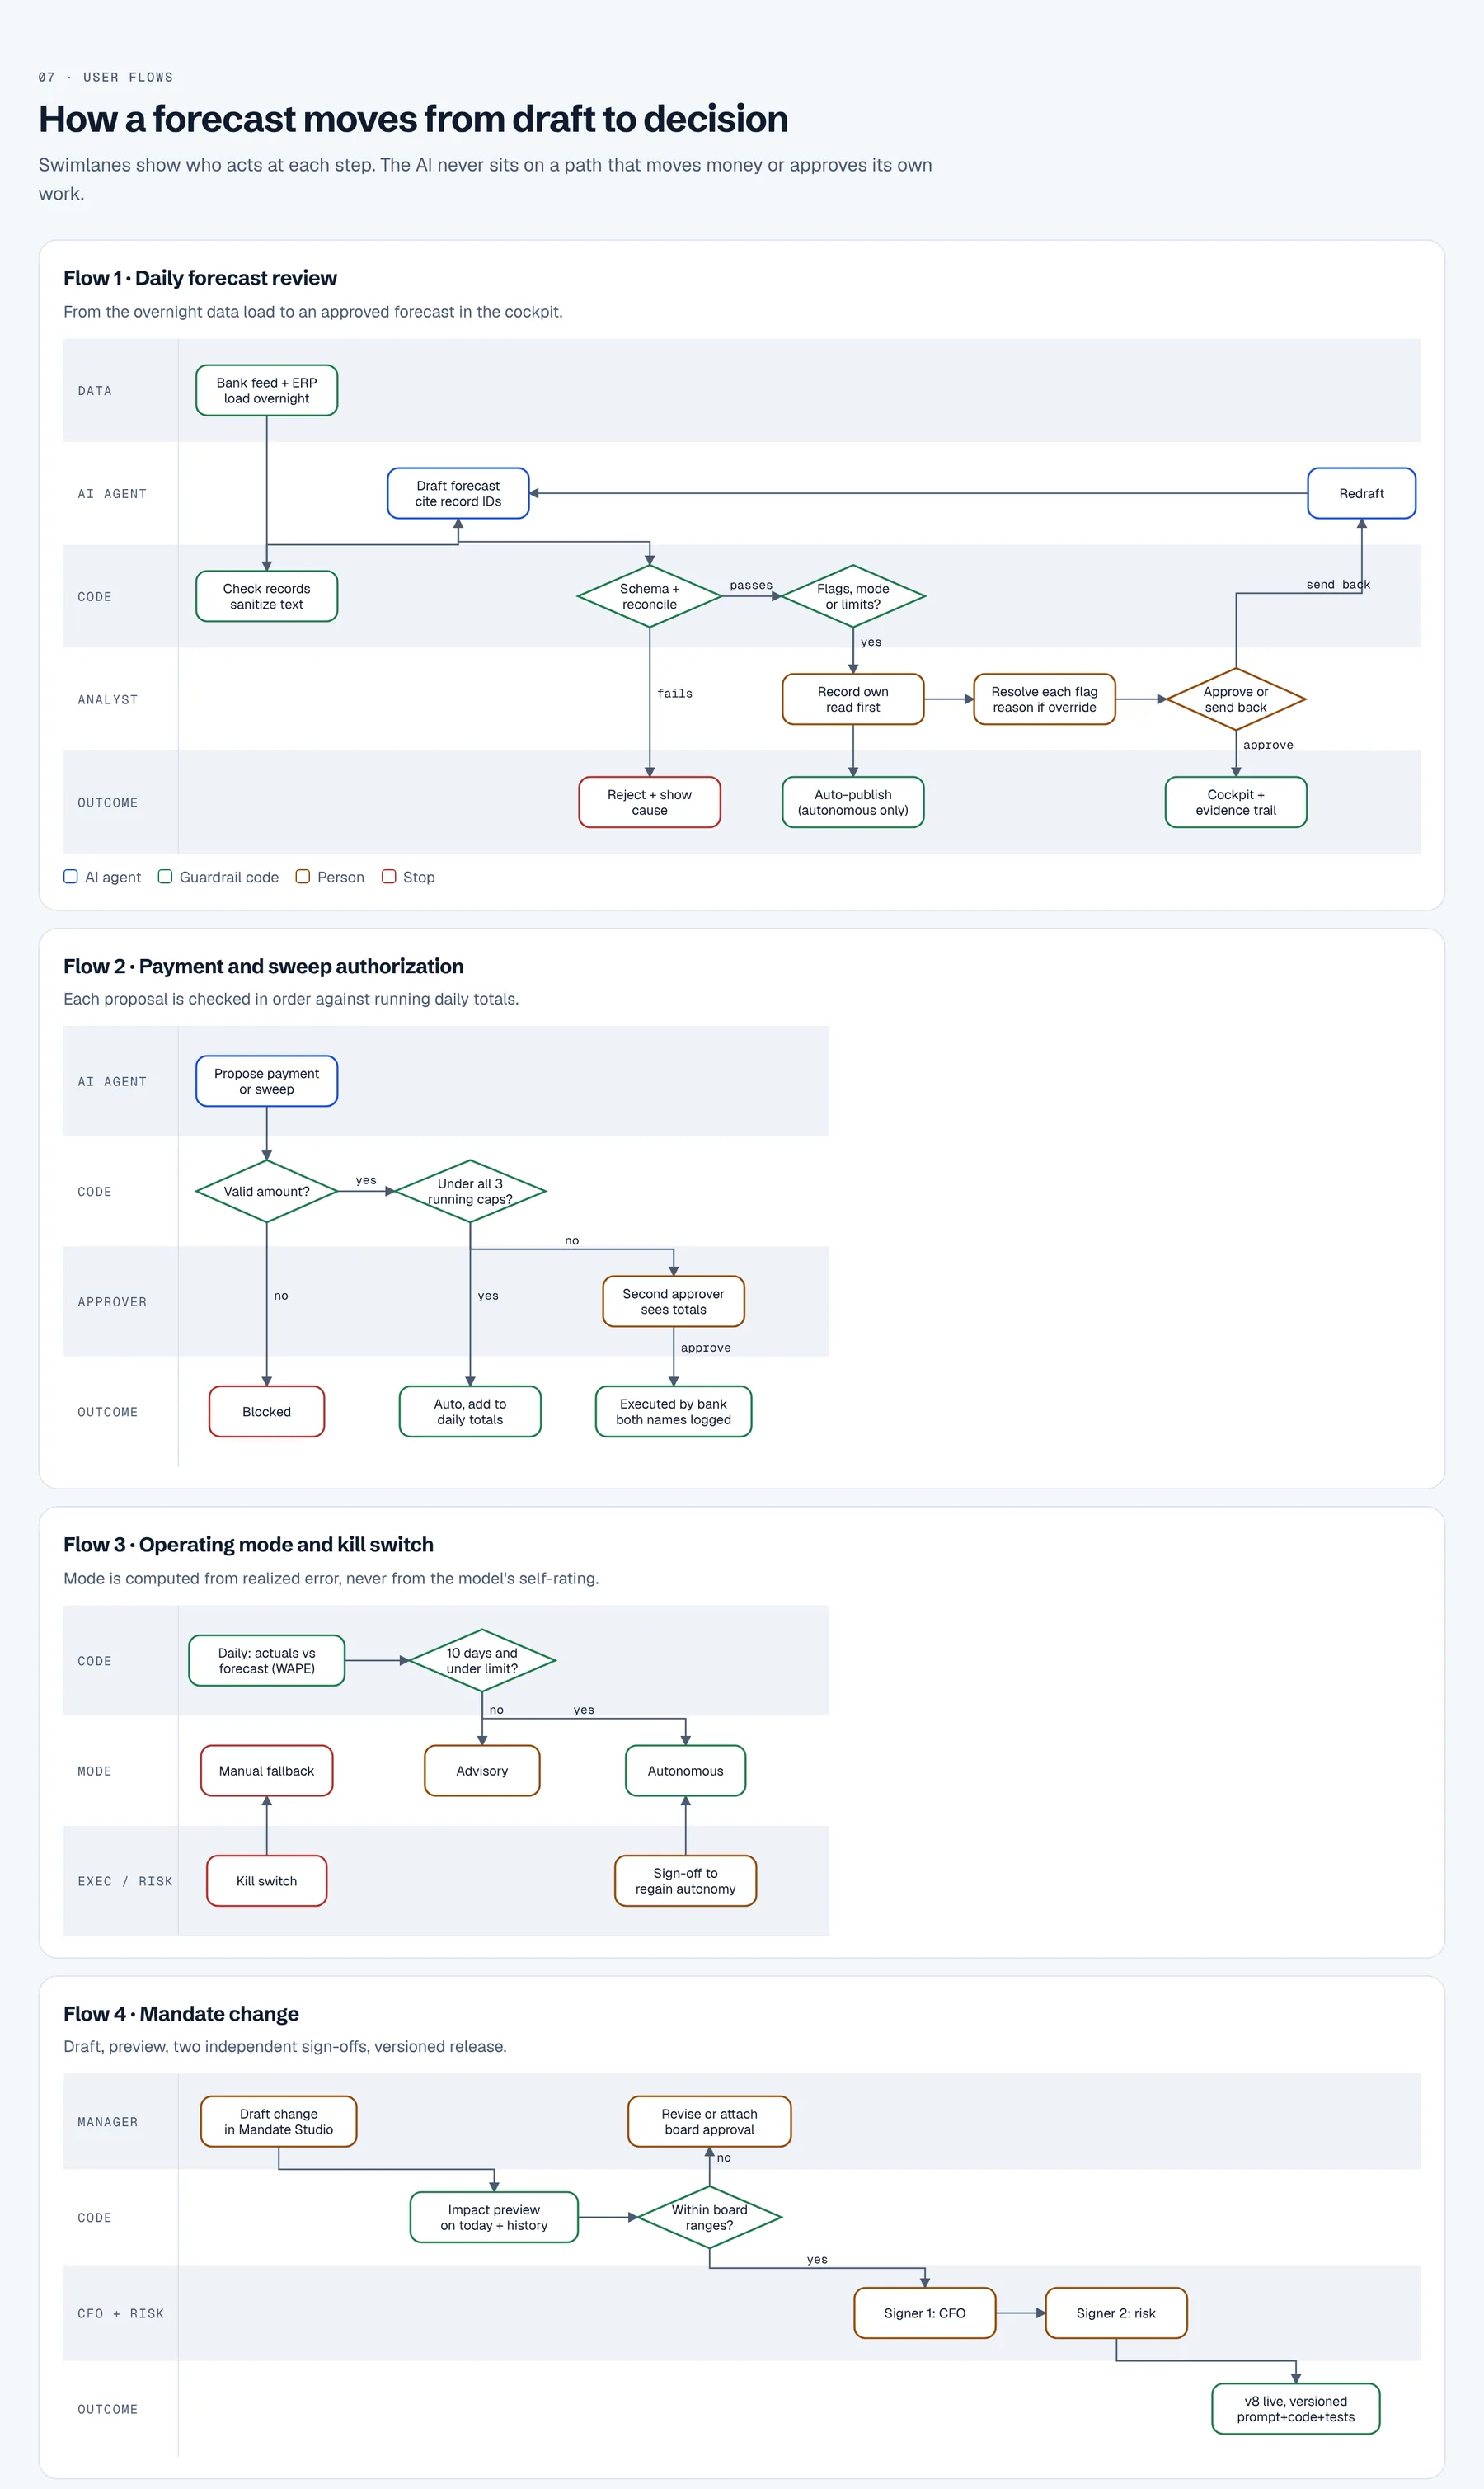 07 · USER FLOWS
How a forecast moves from draft to decision
Swimlanes show who acts at each step. The AI never sits on a path that moves money or approves its own
work.
Flow 1 · Daily forecast review
From the overnight data load to an approved forecast in the cockpit.
DATA
Bank feed + ERP
load overnight
AI AGENT
Draft forecast
cite record IDs
Redraft
CODE
Check records
sanitize text
Schema +
reconcile
passes
Flags, mode
or limits?
send back
yes
ANALYST
fails
Record own
read first
Resolve each flag
reason if override
Approve or
send back
approve
OUTCOME
Reject + show
cause
Auto-publish
(autonomous only)
Cockpit +
evidence trail
AI agent
Guardrail code
Person
Stop
Flow 2 · Payment and sweep authorization
Each proposal is checked in order against running daily totals.
AI AGENT
Propose payment
or sweep
CODE
Valid amount?
yes
Under all 3
running caps?
no
APPROVER
no
yes
Second approver
sees totals
approve
OUTCOME
Blocked
Auto, add to
daily totals
Executed by bank
both names logged
Flow 3 · Operating mode and kill switch
Mode is computed from realized error, never from the model's self-rating.
CODE
Daily: actuals vs
forecast (WAPE)
10 days and
under limit?
no
yes
MODE
Manual fallback
Advisory
Autonomous
EXEC / RISK
Kill switch
Sign-off to
regain autonomy
Flow 4 · Mandate change
Draft, preview, two independent sign-offs, versioned release.
MANAGER
Draft change
in Mandate Studio
Revise or attach
board approval
no
CODE
Impact preview
on today + history
Within board
ranges?
yes
CFO + RISK
Signer 1: CFO
Signer 2: risk
OUTCOME
v8 live, versioned
prompt+code+tests